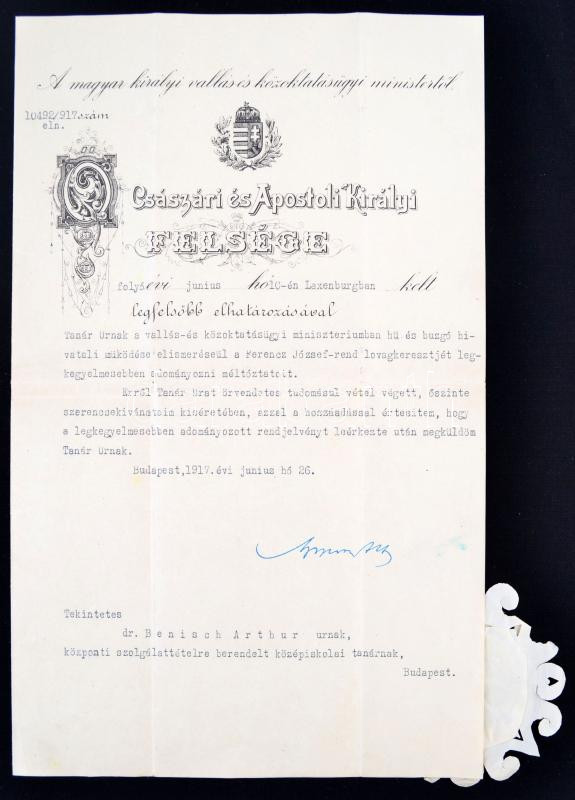 A magyar királyi vallás és közoktatásügyi ministertől.
10492/917.szám
eln.
Ő Császári és Apostoli Királyi
FELSÉGE
folyó évi junius hó 10-én Laxenburgban kelt
legfelsőbb elhatározásával
Tanár Urnak a vallás-és közoktatásügyi miniszteriumban hű és buzgó hi-
vatali működése elismeréseül a Ferencz József-rend lovagkeresztjét leg-
kegyelmesebben adományozni méltóztatott.
Erről Tanár Urat örvendetes tudomásul vétel végett, őszinte
szerencsekivánataim kiséretében, azzal a hozzáadással értesitem, hogy
a legkegyelmesebben adományozott rendjelvényt leérkezte után megküldöm
Tanár Urnak.
Budapest,1917.évi junius hó 26.
Tekintetes
dr. Benisch Arthur urnak,
központi szolgálattételre berendelt középiskolai tanárnak,
Budapest.